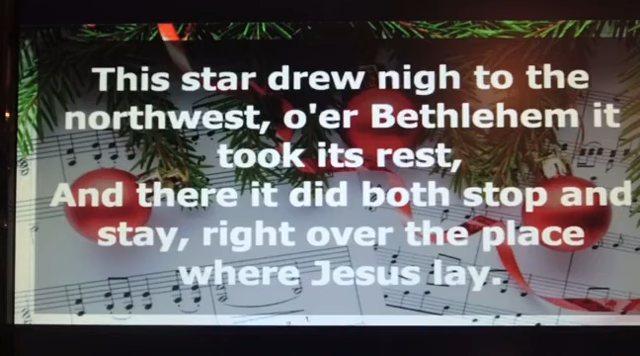 This star drew nigh to the
northwest, o'er Bethlehem it
took its rest,
And there it did both stop and
stay, right over the place
where Jesus lay.